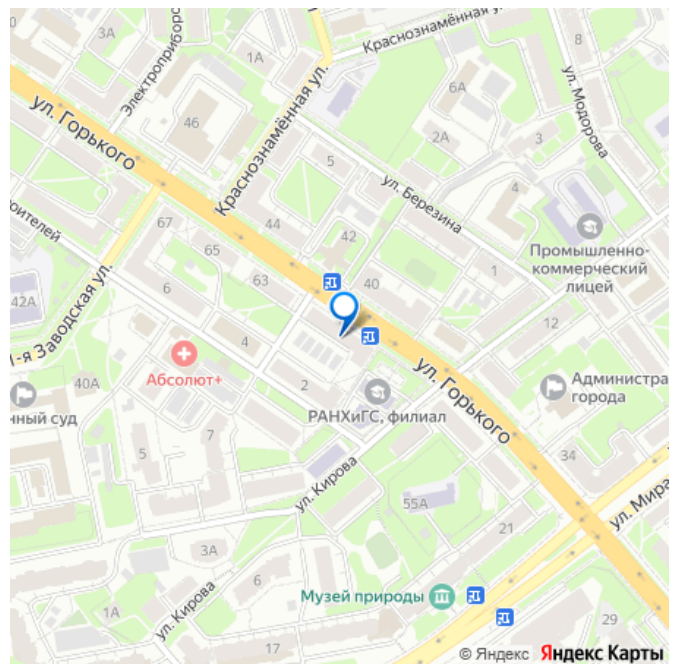 Электроприбор
1А
Краснознамённая ул.
8
ул. Модорова
ул. Горького
46
Краснознамённая ул.
6А
2А
3
5
ул. Березина
4
Промышленно-
коммерческий
лицей
роителей
67
65
44
42
63
40
1
6
42А
1-я Заводская ул.
4
12
Абсолют+
40А
нный суд
2
РАНХиГС, филиал
ул. Горького
Администра
города
7
5
34
ул. Кирова
55А
21
ул. Мира
3А
6
ул. Кирова
1А
Музей природы
17
29
© Яндекс Яндекс Карты